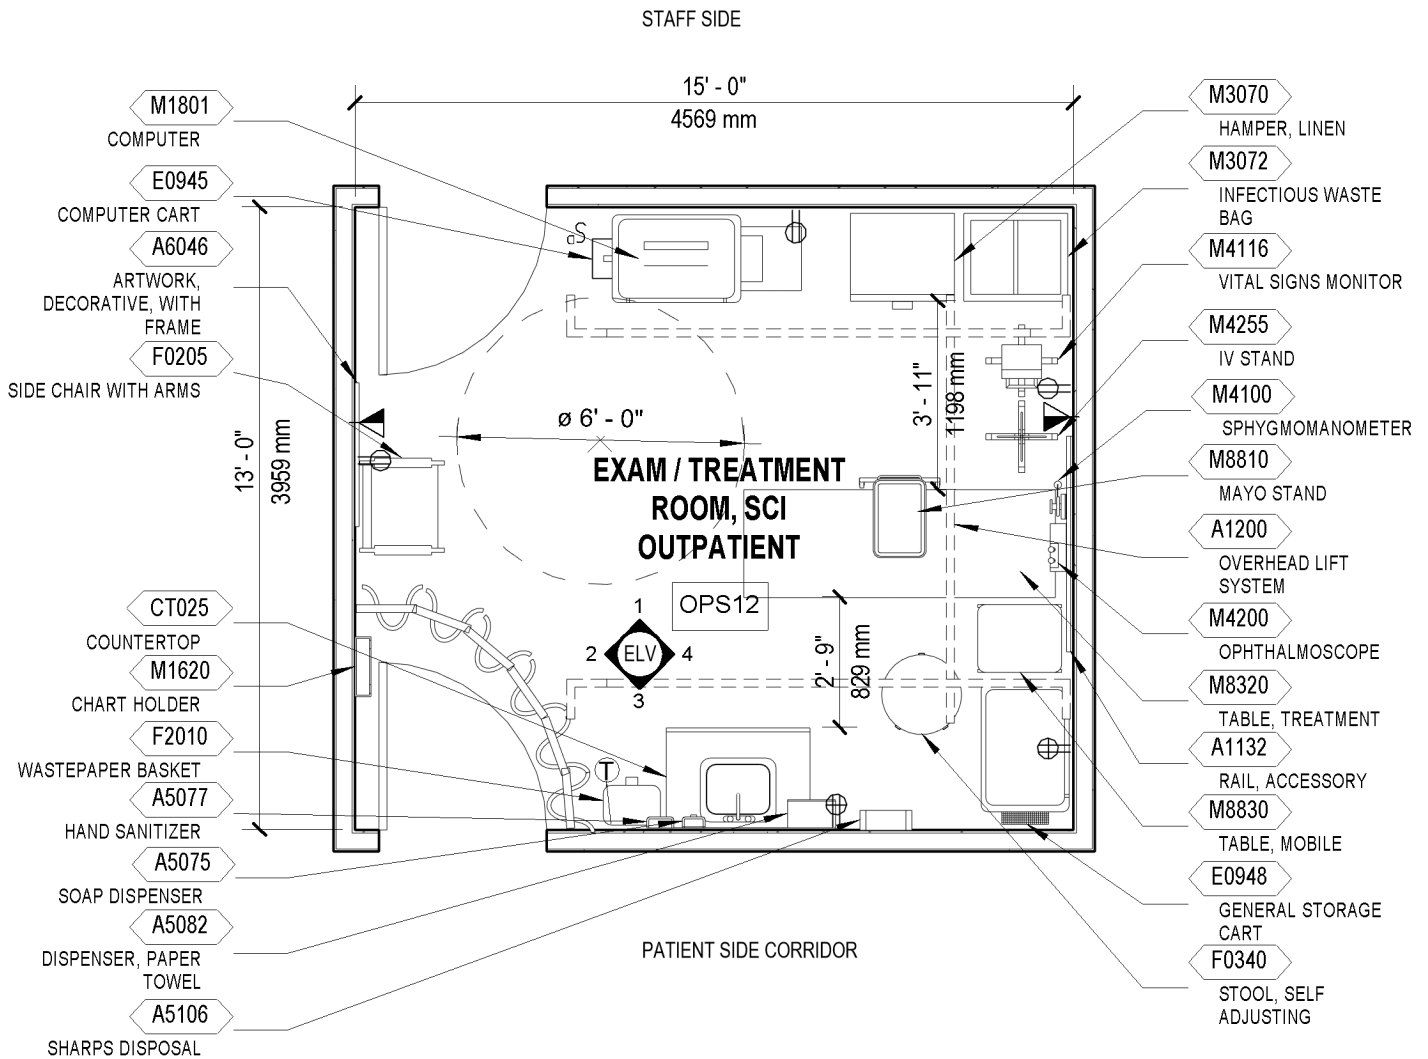 STAFF SIDE
15' - 0"
4569 mm
M1801
COMPUTER
E0945
COMPUTER CART
A6046
ARTWORK,
DECORATIVE, WITH
FRAME
F0205
SIDE CHAIR WITH ARMS
13' - 0"
3959 mm
CT025
COUNTERTOP
M1620
CHART HOLDER
F2010
WASTEPAPER BASKET
A5077
HAND SANITIZER
A5075
SOAP DISPENSER
A5082
DISPENSER, PAPER
TOWEL
A5106
SHARPS DISPOSAL
aS
ø 6' - 0"
EXAM / TREATMENT
ROOM, SCI
OUTPATIENT
OPS12
1
2 ELV 4
3
T
3' - 11"
1198 mm
2' - 9"
829 mm
PATIENT SIDE CORRIDOR
M3070
HAMPER, LINEN
M3072
INFECTIOUS WASTE
BAG
M4116
VITAL SIGNS MONITOR
M4255
IV STAND
M4100
SPHYGMOMANOMETER
M8810
MAYO STAND
A1200
OVERHEAD LIFT
SYSTEM
M4200
OPHTHALMOSCOPE
M8320
TABLE, TREATMENT
A1132
RAIL, ACCESSORY
M8830
TABLE, MOBILE
E0948
GENERAL STORAGE
CART
F0340
STOOL, SELF
ADJUSTING